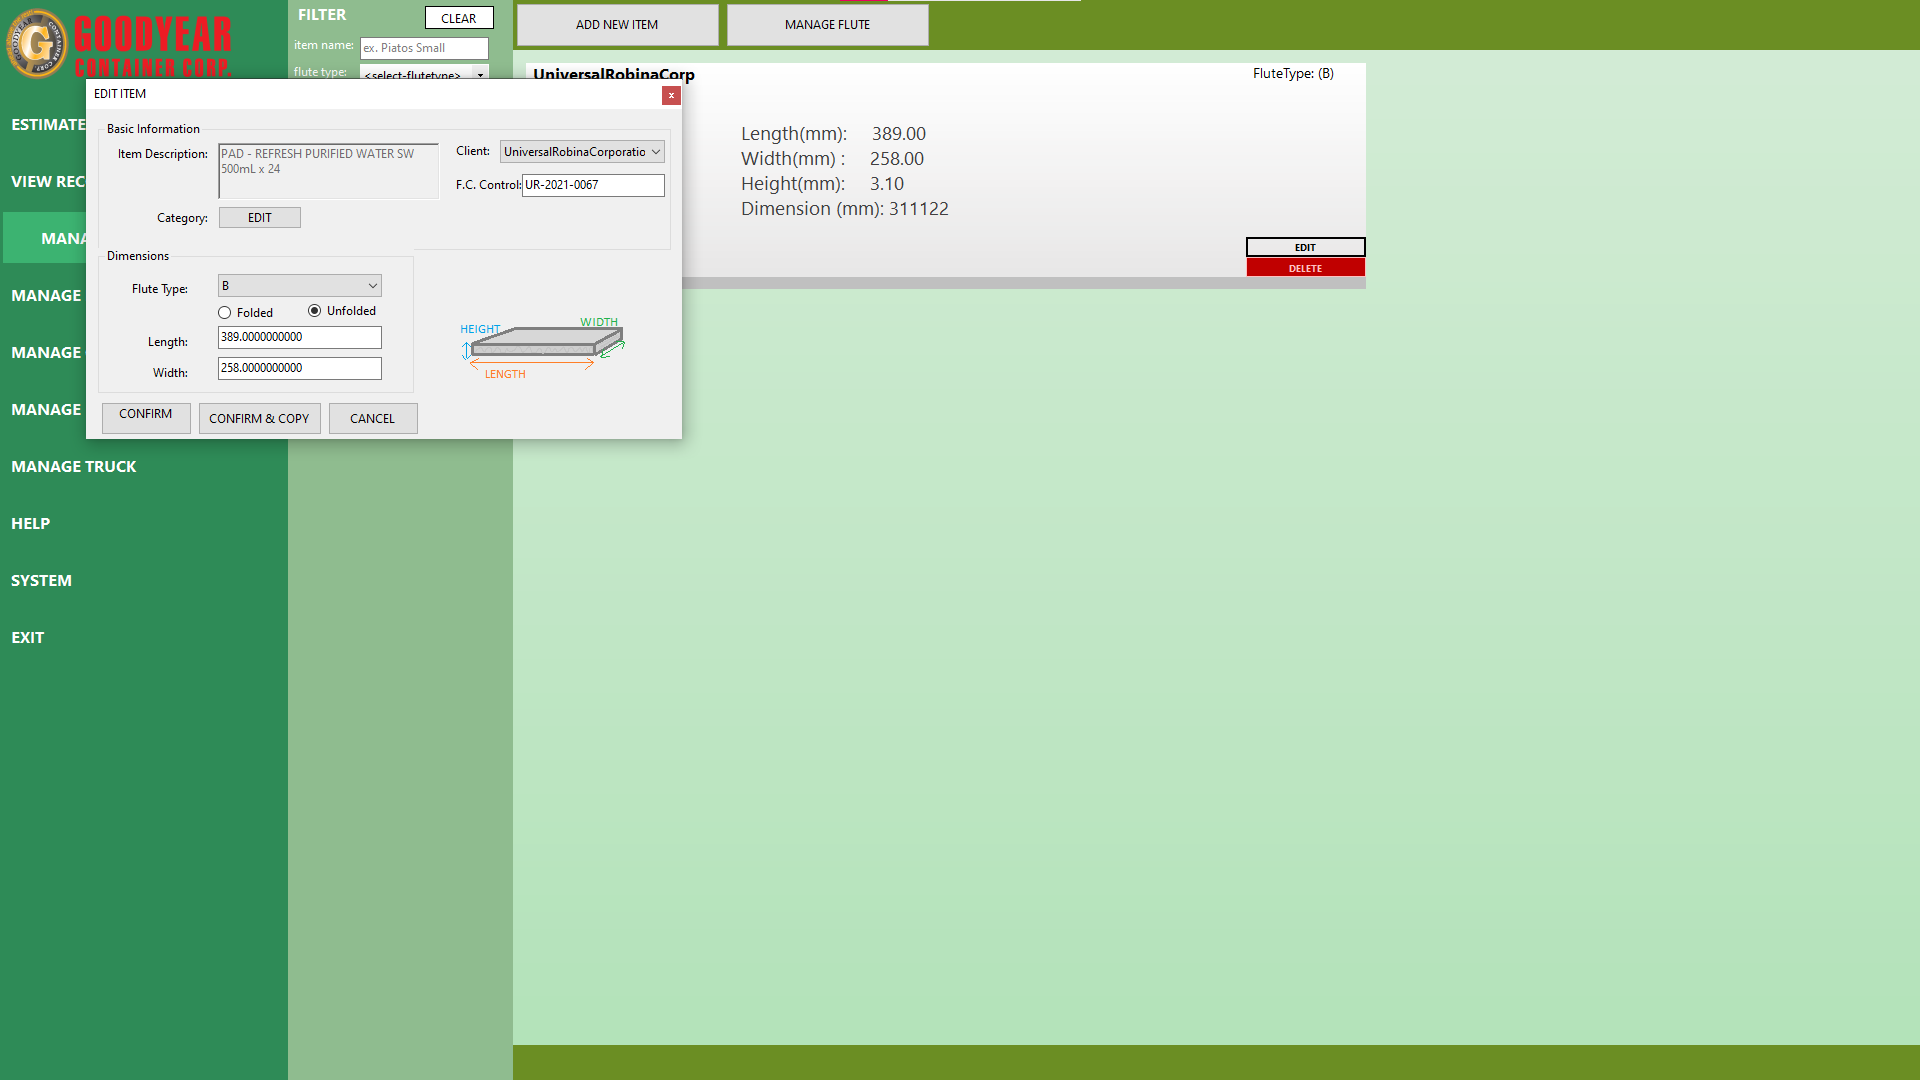 GOODYEAR
CONTAINER CORP.
FILTER
CLEAR
item name:
ex. Piatos Small
flute type:
<select-flutetype>
ADD NEW ITEM
MANAGE FLUTE
ESTIMATE
VIEW REC
MANA
MANAGE
MANAGE
MANAGE
MANAGE TRUCK
HELP
SYSTEM
EXIT
EDIT ITEM
x
Basic Information
Item Description:
PAD - REFRESH PURIFIED WATER SW
500mL x 24
Client:
UniversalRobinaCorporatio
F.C. Control:
UR-2021-0067
Category:
EDIT
Dimensions
Flute Type:
B
Folded
Unfolded
Length:
389.0000000000
Width:
258.0000000000
HEIGHT
WIDTH
LENGTH
CONFIRM
CONFIRM & COPY
CANCEL
UniversalRobinaCorp
FluteType: (B)
Length(mm): 389.00
Width(mm) : 258.00
Height(mm): 3.10
Dimension (mm): 311122
EDIT
DELETE